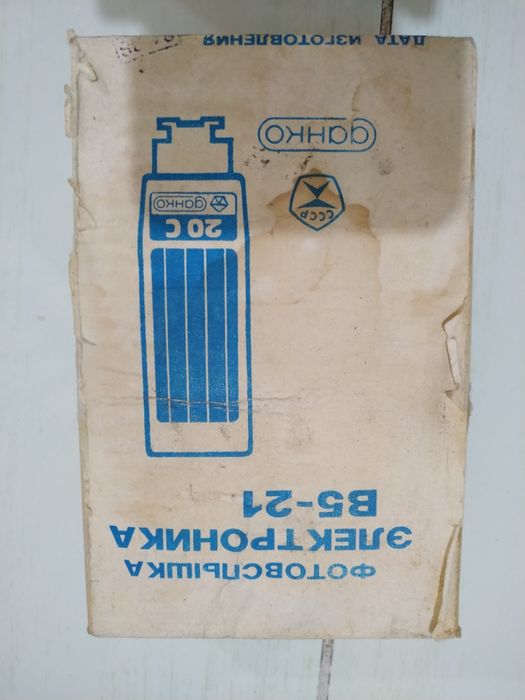 ФОТОВСПЫШКА
ЭЛЕКТРОНИКА
В5-21
20 С
данко
СССР
данко
ДАТА ИЗГОТОВЛЕНИЯ